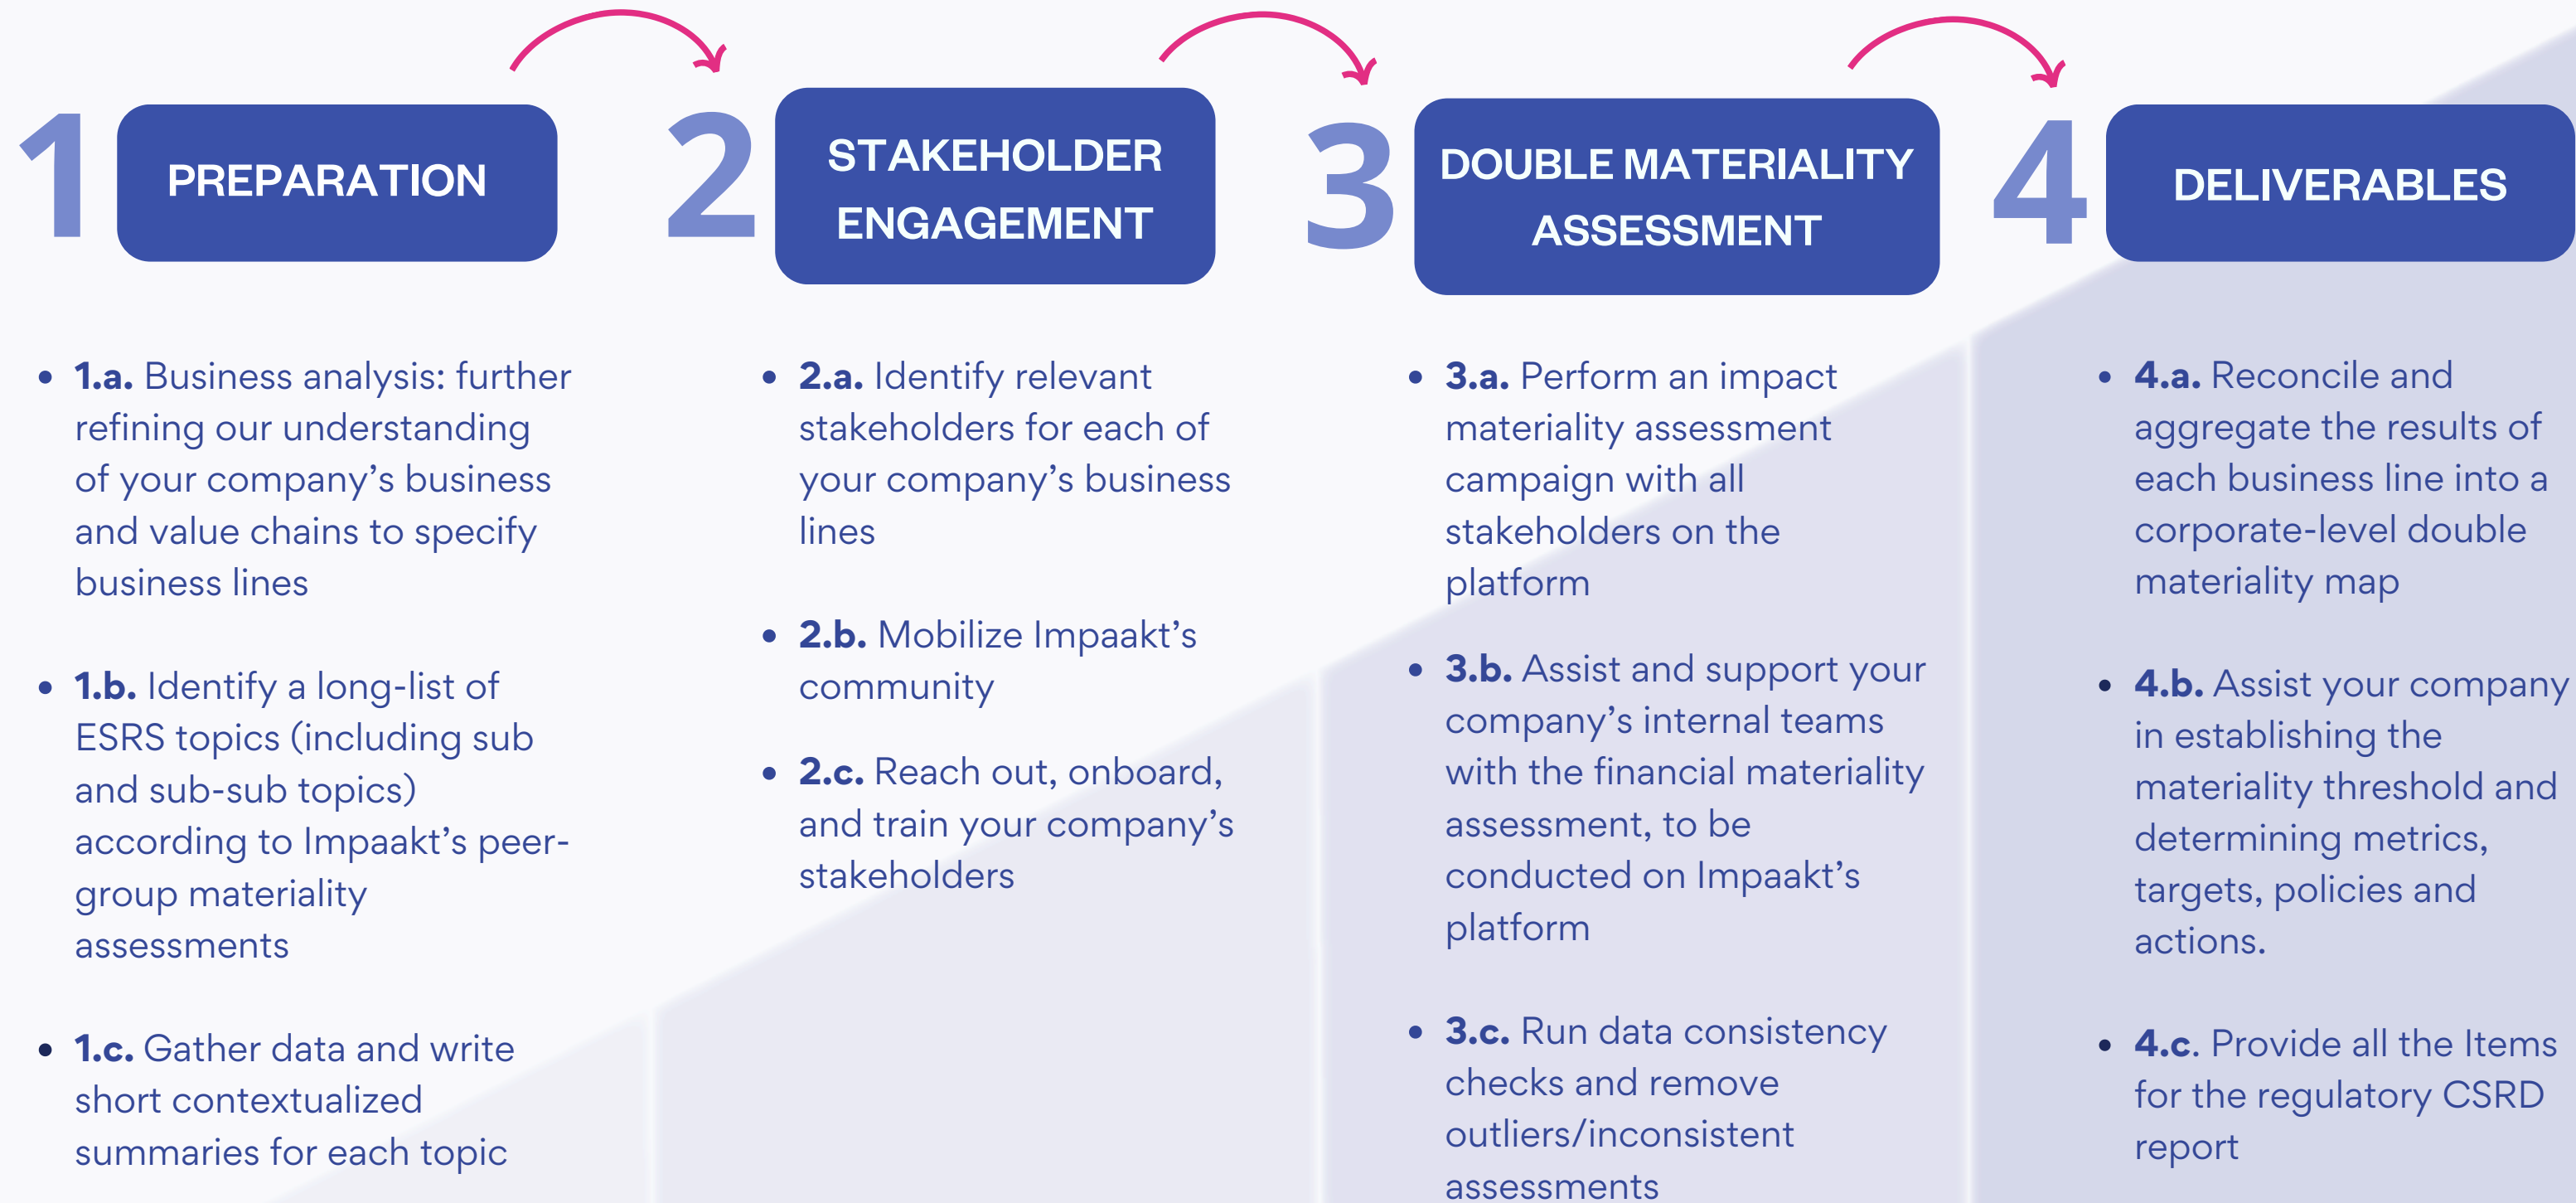 1
PREPARATION
• 1.a. Business analysis: further
refining our understanding
of your company’s business
and value chains to specify
business lines
• 1.b. Identify a long-list of
ESRS topics (including sub
and sub-sub topics)
according to Impaakt’s peer-
group materiality
assessments
• 1.c. Gather data and write
short contextualized
summaries for each topic
2
STAKEHOLDER
ENGAGEMENT
• 2.a. Identify relevant
stakeholders for each of
your company’s business
lines
• 2.b. Mobilize Impaakt’s
community
• 2.c. Reach out, onboard,
and train your company’s
stakeholders
3
DOUBLE MATERIALITY
ASSESSMENT
• 3.a. Perform an impact
materiality assessment
campaign with all
stakeholders on the
platform
• 3.b. Assist and support your
company’s internal teams
with the financial materiality
assessment, to be
conducted on Impaakt’s
platform
• 3.c. Run data consistency
checks and remove
outliers/inconsistent
assessments
4
DELIVERABLES
• 4.a. Reconcile and
aggregate the results of
each business line into a
corporate-level double
materiality map
• 4.b. Assist your company
in establishing the
materiality threshold and
determining metrics,
targets, policies and
actions.
• 4.c. Provide all the Items
for the regulatory CSRD
report